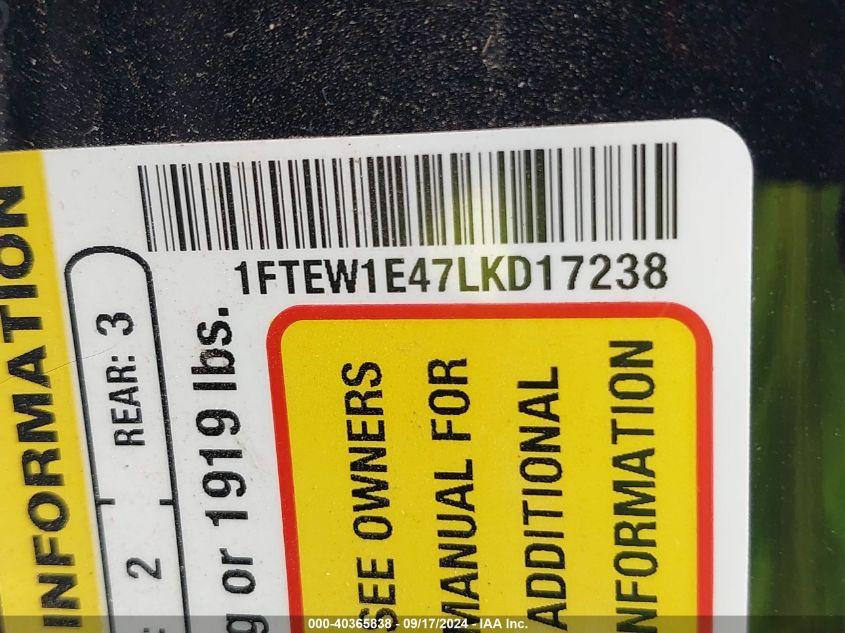 1FTEW1E47LKD17238
INFORMATION
REAR: 3
2
g or 1919 lbs.
SEE OWNERS
MANUAL FOR
ADDITIONAL
INFORMATION
000-40365838 - 09/17/2024 - IAA Inc.